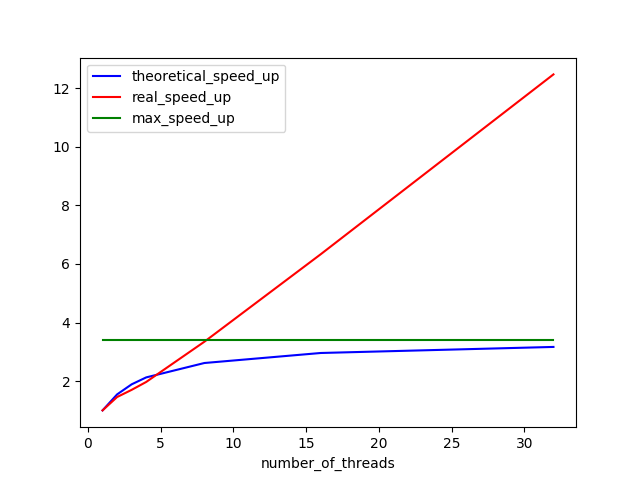 theoretical_speed_up
real_speed_up
max_speed_up
12
10
8
6
4
2
0 5 10 15 20 25 30
number_of_threads